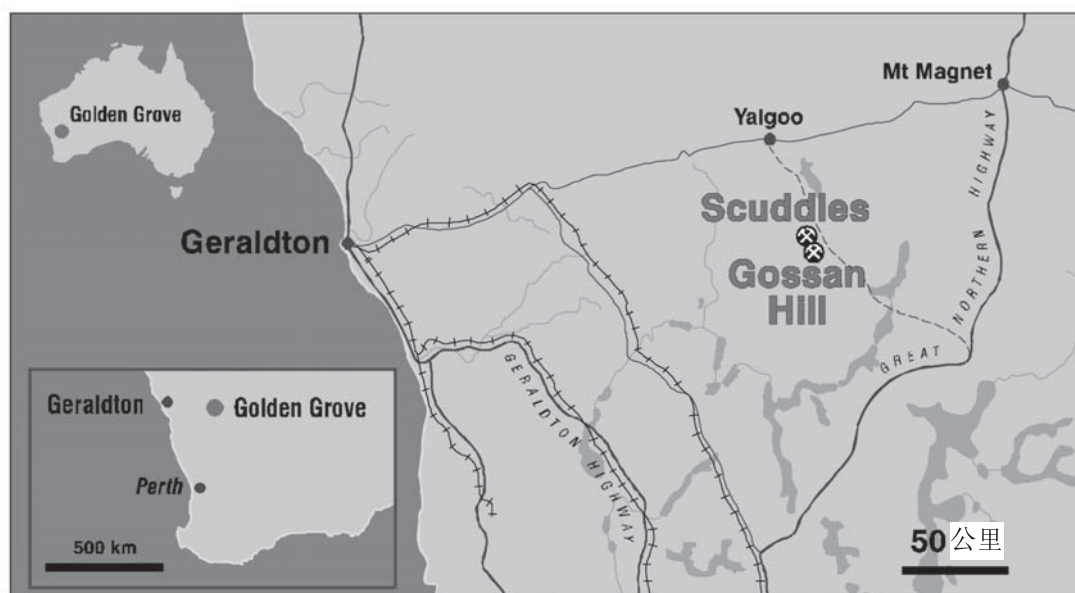 Golden Grove
Mt Magnet
Yalgoo
Scuddles
Gossan
Hill
Geraldton
GREAT NORTHERN HIGHWAY
GERALDTON HIGHWAY
Geraldton
Golden Grove
Perth
500 km
50 公里